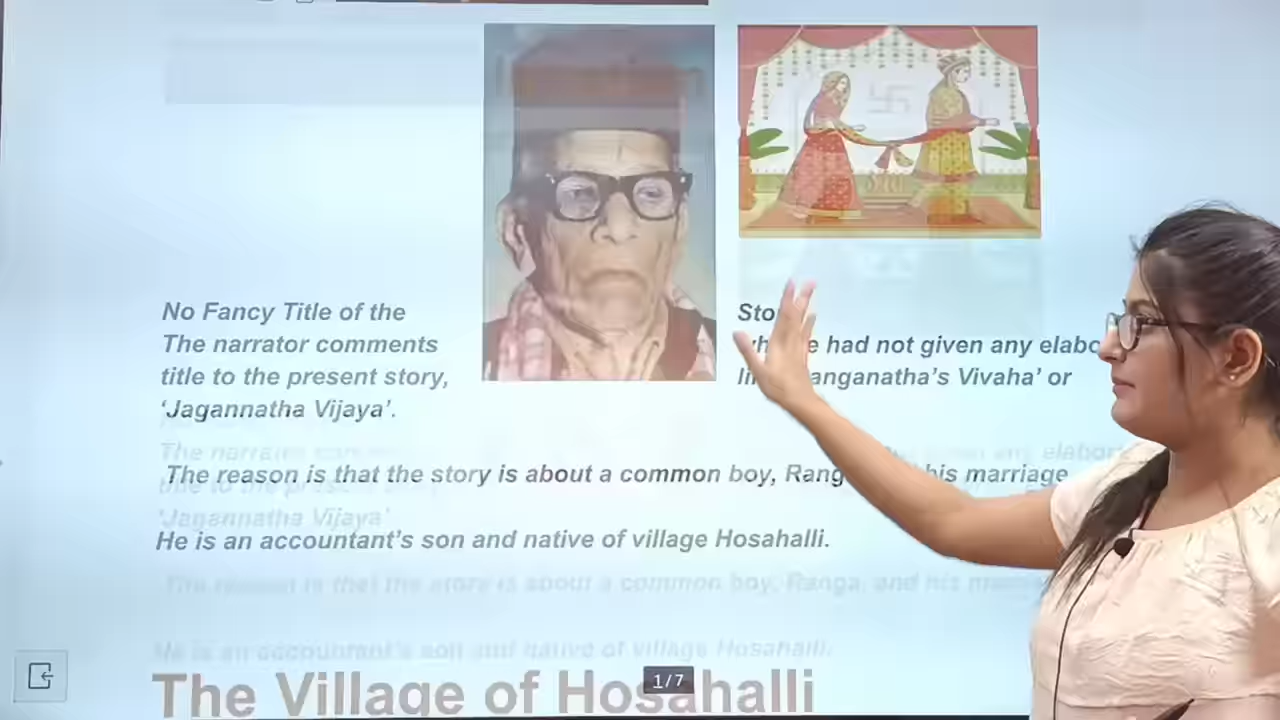 No Fancy Title of the Sto
The narrator comments had not given any elabo
title to the present story, anganatha's Vivaha' or
'Jagannatha Vijaya'.
The reason is that the story is about a common boy, Rang his marriage
He is an accountant's son and native of village Hosahalli.
The Village of Hosahalli
1/7